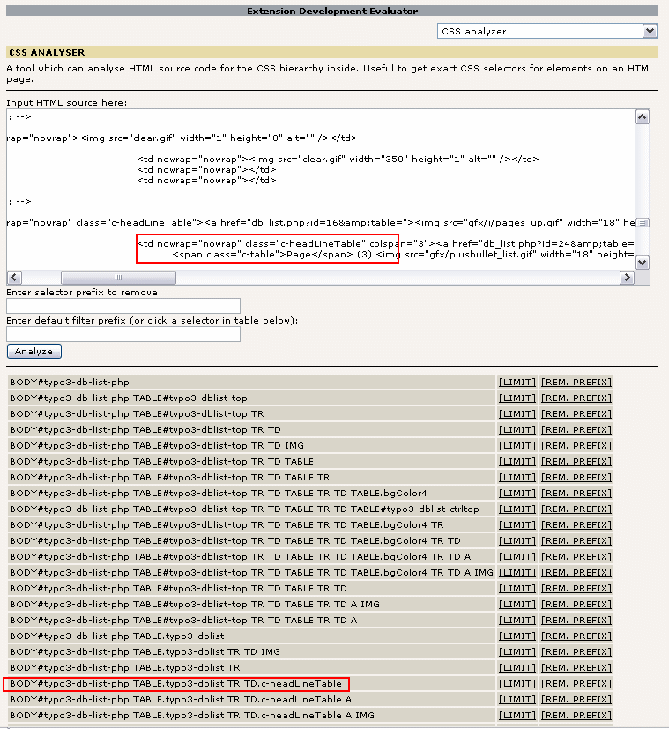 Extension Development Evaluator
CSS analyzer
CSS ANALYSER
A tool which can analyse HTML source code for the CSS hierarchy inside. Useful to get exact CSS selectors for elements on an HTM
page.
Input HTML source here:
; -->
rap="nowrap"> <img src="clear.gif" width="1" height="0" alt="" /> </td>
<td nowrap="nowrap"><img src="clear.gif" width="350" height="1" alt="" /></td>
<td nowrap="nowrap"></td>
<td nowrap="nowrap"></td>
; -->
rap="nowrap" class="c-headLineTable"><a href="db_list.php?id=16&amp;table="><img src="gfx/i/pages_up.gif" width="18" he
<td nowrap="nowrap" class="c-headLineTable" colspan="3"><a href="db_list.php?id=24&amp;table=
<span class="c-table">Page</span> (3) <img src="gfx/plusbullet_list.gif" width="18" height=
Enter selector prefix to remove
Enter default filter prefix (or click a selector in table below):
Analyze
BODY#typo3-db-list-php [LIMIT] [REM. PREFIX]
BODY#typo3-db-list-php TABLE#typo3-dblist-top [LIMIT] [REM. PREFIX]
BODY#typo3-db-list-php TABLE#typo3-dblist-top TR [LIMIT] [REM. PREFIX]
BODY#typo3-db-list-php TABLE#typo3-dblist-top TR TD [LIMIT] [REM. PREFIX]
BODY#typo3-db-list-php TABLE#typo3-dblist-top TR TD IMG [LIMIT] [REM. PREFIX]
BODY#typo3-db-list-php TABLE#typo3-dblist-top TR TD TABLE [LIMIT] [REM. PREFIX]
BODY#typo3-db-list-php TABLE#typo3-dblist-top TR TD TABLE TR [LIMIT] [REM. PREFIX]
BODY#typo3-db-list-php TABLE#typo3-dblist-top TR TD TABLE TR TD TABLE.bgColor4 [LIMIT] [REM. PREFIX]
BODY#typo3-db-list-php TABLE#typo3-dblist-top TR TD TABLE TR TD TABLE#typo3-dblist-ctrltop [LIMIT] [REM. PREFIX]
BODY#typo3-db-list-php TABLE#typo3-dblist-top TR TD TABLE TR TD TABLE.bgColor4 TR [LIMIT] [REM. PREFIX]
BODY#typo3-db-list-php TABLE#typo3-dblist-top TR TD TABLE TR TD TABLE.bgColor4 TR TD [LIMIT] [REM. PREFIX]
BODY#typo3-db-list-php TABLE#typo3-dblist-top TR TD TABLE TR TD TABLE.bgColor4 TR TD A [LIMIT] [REM. PREFIX]
BODY#typo3-db-list-php TABLE#typo3-dblist-top TR TD TABLE TR TD TABLE.bgColor4 TR TD A IMG [LIMIT] [REM. PREFIX]
BODY#typo3-db-list-php TABLE#typo3-dblist-top TR TD TABLE TR TD [LIMIT] [REM. PREFIX]
BODY#typo3-db-list-php TABLE#typo3-dblist-top TR TD TABLE TR TD A IMG [LIMIT] [REM. PREFIX]
BODY#typo3-db-list-php TABLE#typo3-dblist-top TR TD TABLE TR TD A [LIMIT] [REM. PREFIX]
BODY#typo3-db-list-php TABLE.typo3-dblist [LIMIT] [REM. PREFIX]
BODY#typo3-db-list-php TABLE.typo3-dblist TR TD IMG [LIMIT] [REM. PREFIX]
BODY#typo3-db-list-php TABLE.typo3-dblist TR [LIMIT] [REM. PREFIX]
BODY#typo3-db-list-php TABLE.typo3-dblist TR TD.c-headLineTable [LIMIT] [REM. PREFIX]
BODY#typo3-db-list-php TABLE.typo3-dblist TR TD.c-headLineTable A [LIMIT] [REM. PREFIX]
BODY#typo3-db-list-php TABLE.typo3-dblist TR TD.c-headLineTable A IMG [LIMIT] [REM. PREFIX]